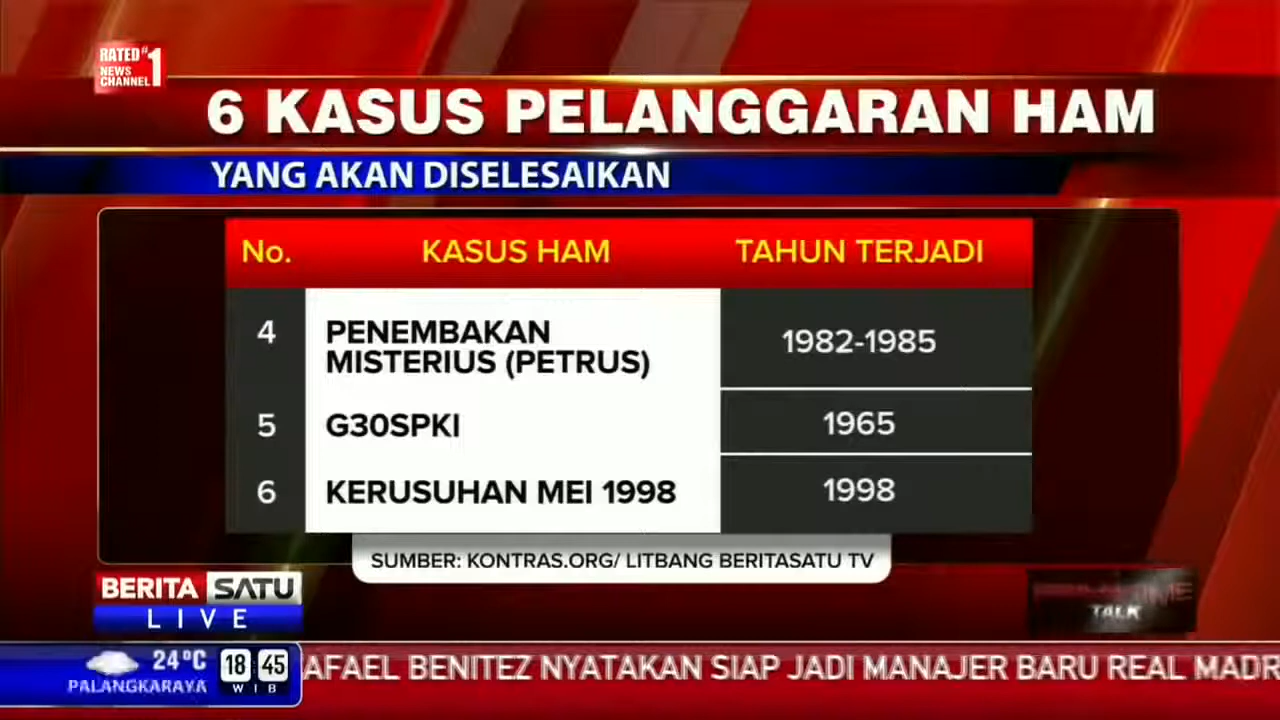 RATED #1
NEWS
CHANNEL
6 KASUS PELANGGARAN HAM
YANG AKAN DISELESAIKAN
No. KASUS HAM TAHUN TERJADI
4 PENEMBAKAN MISTERIUS (PETRUS) 1982-1985
5 G30SPKI 1965
6 KERUSUHAN MEI 1998 1998
SUMBER: KONTRAS.ORG/ LITBANG BERITASATU TV
BERITA SATU
LIVE
TALK
24°C
PALANGKARAYA
18 45
WIB
AFAEL BENITEZ NYATAKAN SIAP JADI MANAJER BARU REAL MADR